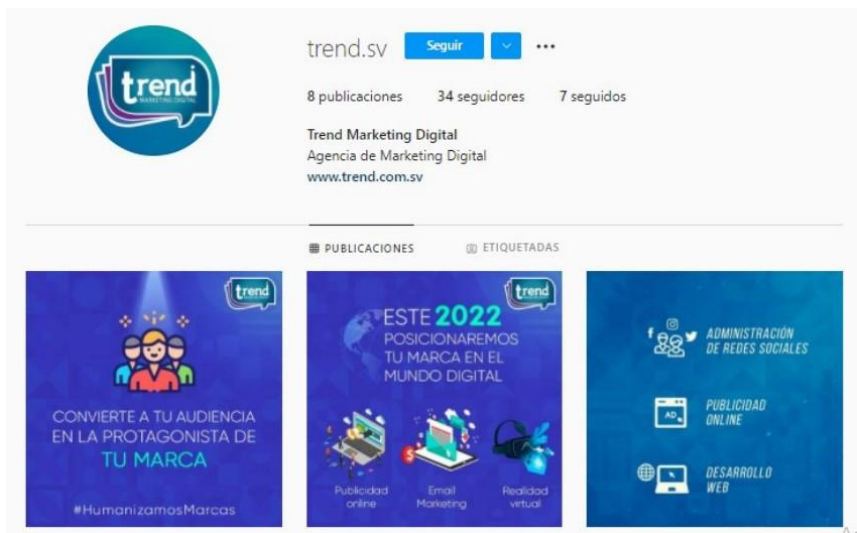 trend
MARKETING DIGITAL
trend.sv
Seguir
8 publicaciones 34 seguidores 7 seguidos
Trend Marketing Digital
Agencia de Marketing Digital
www.trend.com.sv
PUBLICACIONES
ETIQUETADAS
trend
CONVIERTE A TU AUDIENCIA
EN LA PROTAGONISTA DE
TU MARCA
#HumanizamosMarcas
trend
ESTE 2022
POSICIONAREMOS
TU MARCA EN EL
MUNDO DIGITAL
Publicidad
online
Email
Marketing
Realidad
virtual
ADMINISTRACIÓN
DE REDES SOCIALES
AD
PUBLICIDAD
ONLINE
DESARROLLO
WEB